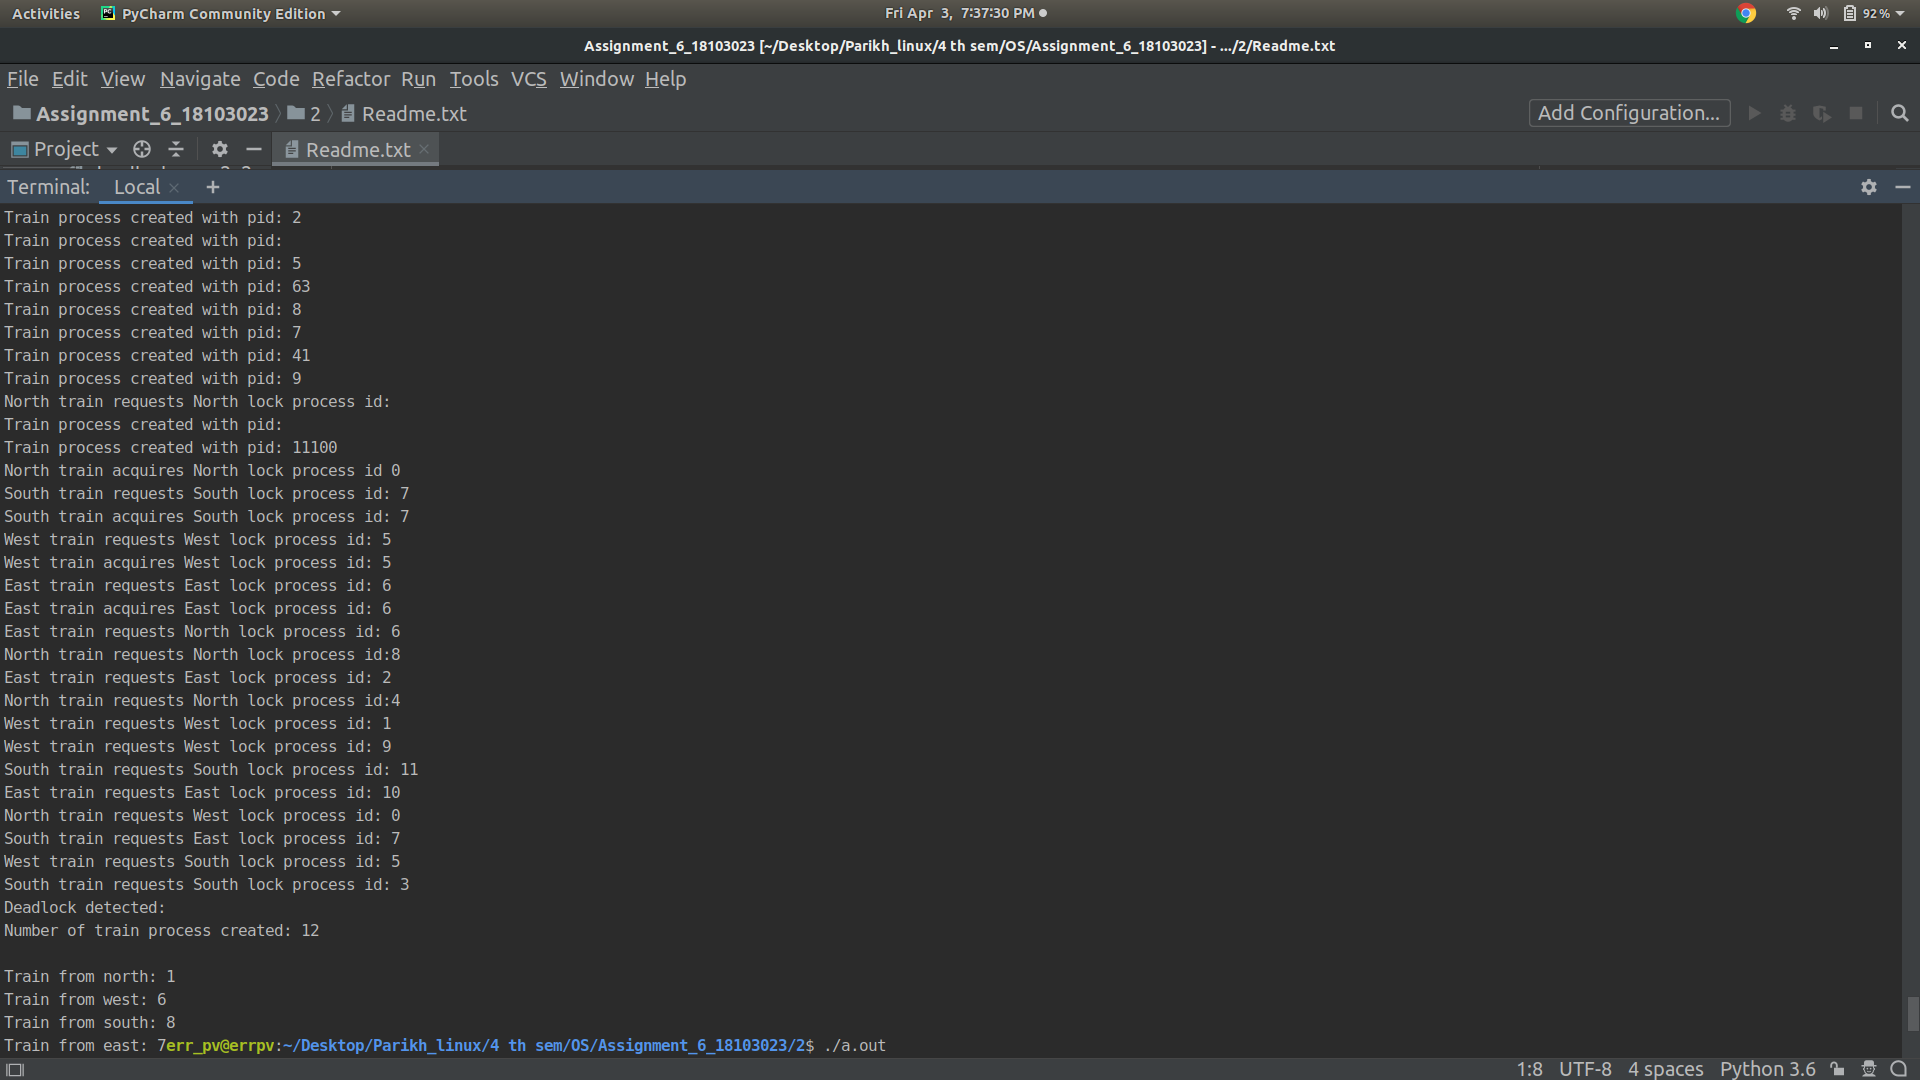 Activities PyCharm Community Edition Fri Apr 3, 7:37:30 PM 92%
Assignment_6_18103023 [~/Desktop/Parikh_linux/4 th sem/OS/Assignment_6_18103023] - .../2/Readme.txt
File Edit View Navigate Code Refactor Run Tools VCS Window Help
Assignment_6_18103023 2 Readme.txt Add Configuration...
Project Readme.txt
Terminal: Local +
Train process created with pid: 2
Train process created with pid:
Train process created with pid: 5
Train process created with pid: 63
Train process created with pid: 8
Train process created with pid: 7
Train process created with pid: 41
Train process created with pid: 9
North train requests North lock process id:
Train process created with pid:
Train process created with pid: 11100
North train acquires North lock process id 0
South train requests South lock process id: 7
South train acquires South lock process id: 7
West train requests West lock process id: 5
West train acquires West lock process id: 5
East train requests East lock process id: 6
East train acquires East lock process id: 6
East train requests North lock process id: 6
North train requests North lock process id:8
East train requests East lock process id: 2
North train requests North lock process id:4
West train requests West lock process id: 1
West train requests West lock process id: 9
South train requests South lock process id: 11
East train requests East lock process id: 10
North train requests West lock process id: 0
South train requests East lock process id: 7
West train requests South lock process id: 5
South train requests South lock process id: 3
Deadlock detected:
Number of train process created: 12
Train from north: 1
Train from west: 6
Train from south: 8
Train from east: 7err_pv@errpv:~/Desktop/Parikh_linux/4 th sem/OS/Assignment_6_18103023/2$ ./a.out
1:8 UTF-8 4 spaces Python 3.6